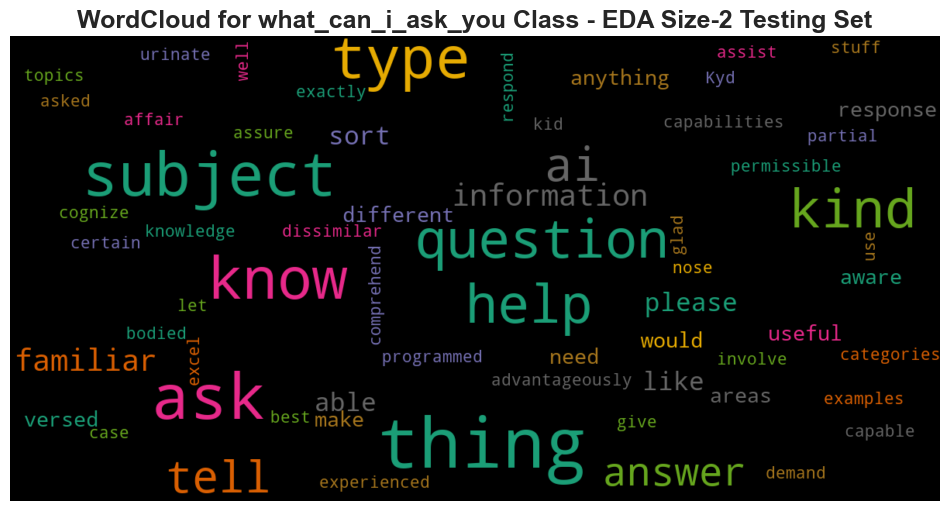 WordCloud for what_can_i_ask_you Class - EDA Size-2 Testing Set
urinate
well
type
assist
stuff
topics
exactly
respond
anything
Kyd
asked
affair
assure
sort
kid
capabilities
response
partial
subject
ai
permissible
information
kind
cognize
different
knowledge
dissimilar
certain
question
glad
use
know
comprehend
nose
aware
let
help
please
bodied
excel
would
useful
familiar
programmed
need
involve
categories
ask
advantageously
like
able
areas
examples
versed
best
make
give
case
thing
capable
tell
experienced
answer
demand